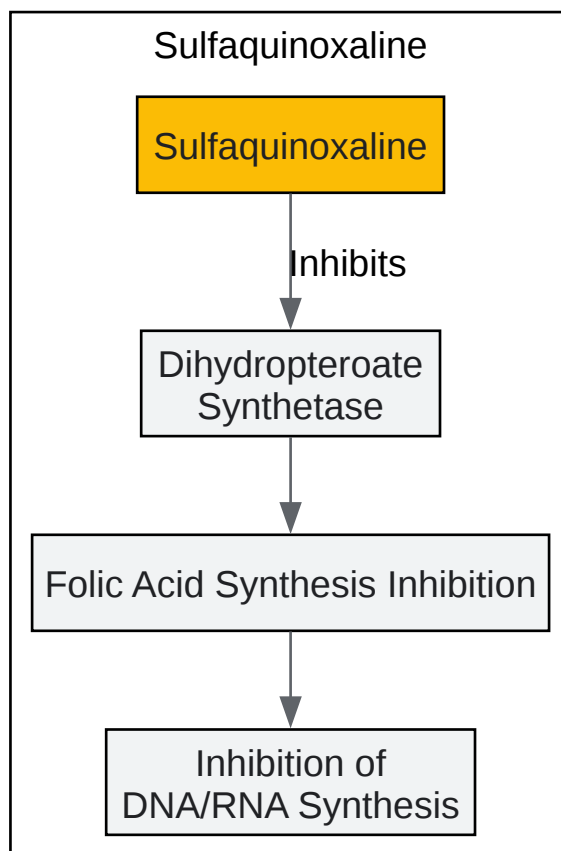 Sulfaquinoxaline
Sulfaquinoxaline
Inhibits
Dihydropteroate
Synthetase
Folic Acid Synthesis Inhibition
Inhibition of
DNA/RNA Synthesis